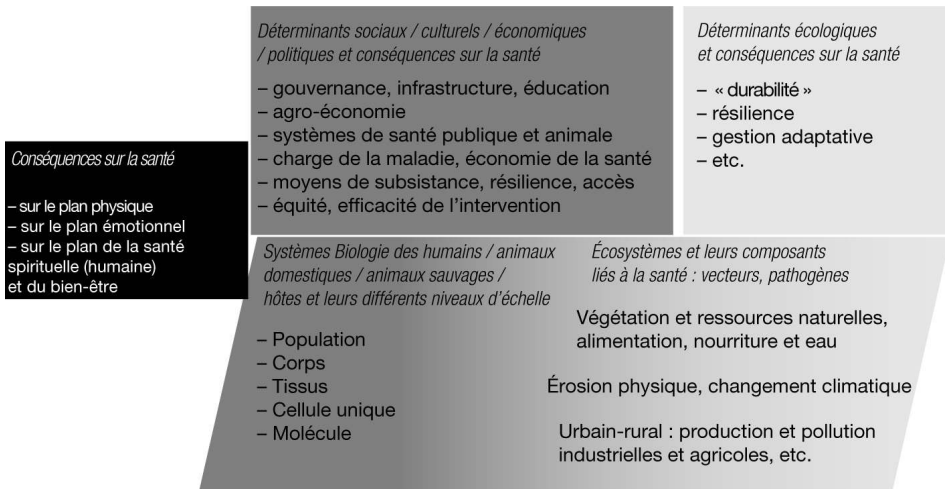 Déterminants sociaux / culturels / économiques
/ politiques et conséquences sur la santé
– gouvernance, infrastructure, éducation
– agro-économie
– systèmes de santé publique et animale
– charge de la maladie, économie de la santé
– moyens de subsistance, résilience, accès
– équité, efficacité de l’intervention
Déterminants écologiques
et conséquences sur la santé
– « durabilité »
– résilience
– gestion adaptative
– etc.
Conséquences sur la santé
– sur le plan physique
– sur le plan émotionnel
– sur le plan de la santé
spirituelle (humaine)
et du bien-être
Systèmes Biologie des humains / animaux
domestiques / animaux sauvages /
hôtes et leurs différents niveaux d’échelle
– Population
– Corps
– Tissus
– Cellule unique
– Molécule
Écosystèmes et leurs composants
liés à la santé : vecteurs, pathogènes
Végétation et ressources naturelles,
alimentation, nourriture et eau
Érosion physique, changement climatique
Urbain-rural : production et pollution
industrielles et agricoles, etc.